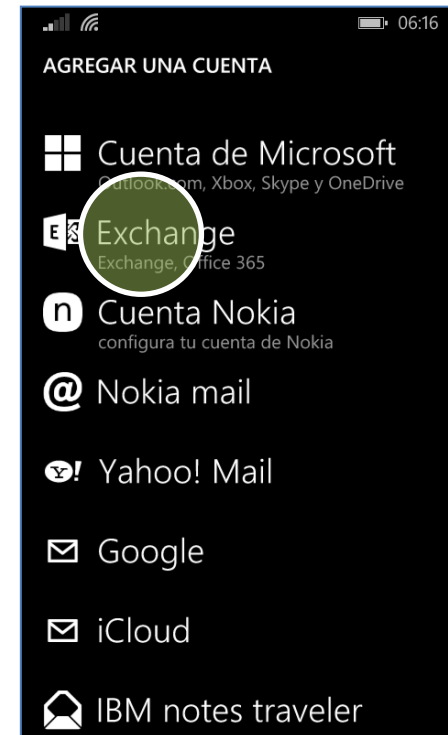 06:16
AGREGAR UNA CUENTA
Cuenta de Microsoft
Outlook.com, Xbox, Skype y OneDrive
E Exchange
Exchange, Office 365
n Cuenta Nokia
configura tu cuenta de Nokia
@ Nokia mail
Y! Yahoo! Mail
Google
iCloud
IBM notes traveler